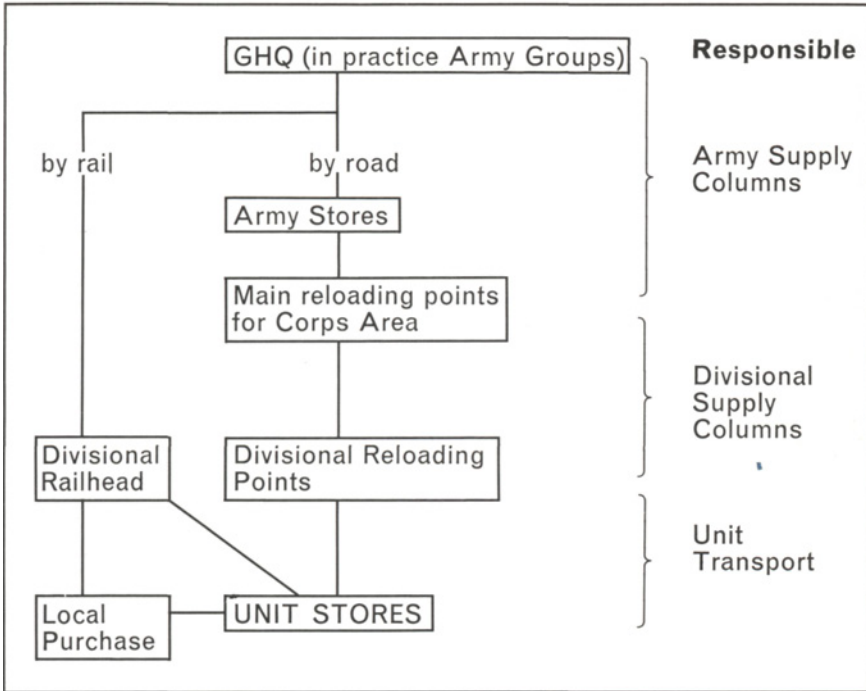 GHQ (in practice Army Groups)
Responsible
by rail
by road
Army Supply
Columns
Army Stores
Main reloading points
for Corps Area
Divisional
Supply
Columns
Divisional
Railhead
Divisional Reloading
Points
Unit
Transport
Local
Purchase
UNIT STORES